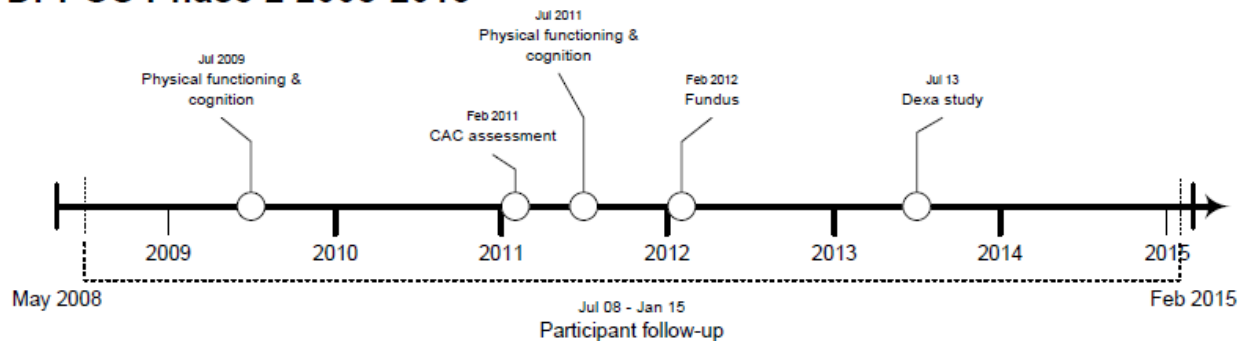 Phase 2
Jul 2011
Physical functioning &
cognition
Jul 2009
Physical functioning &
cognition
Feb 2012
Fundus
Jul 13
Dexa study
Feb 2011
CAC assessment
2009
2010
2011
2012
2013
2014
2015
May 2008
Feb 2015
Jul 08 - Jan 15
Participant follow-up